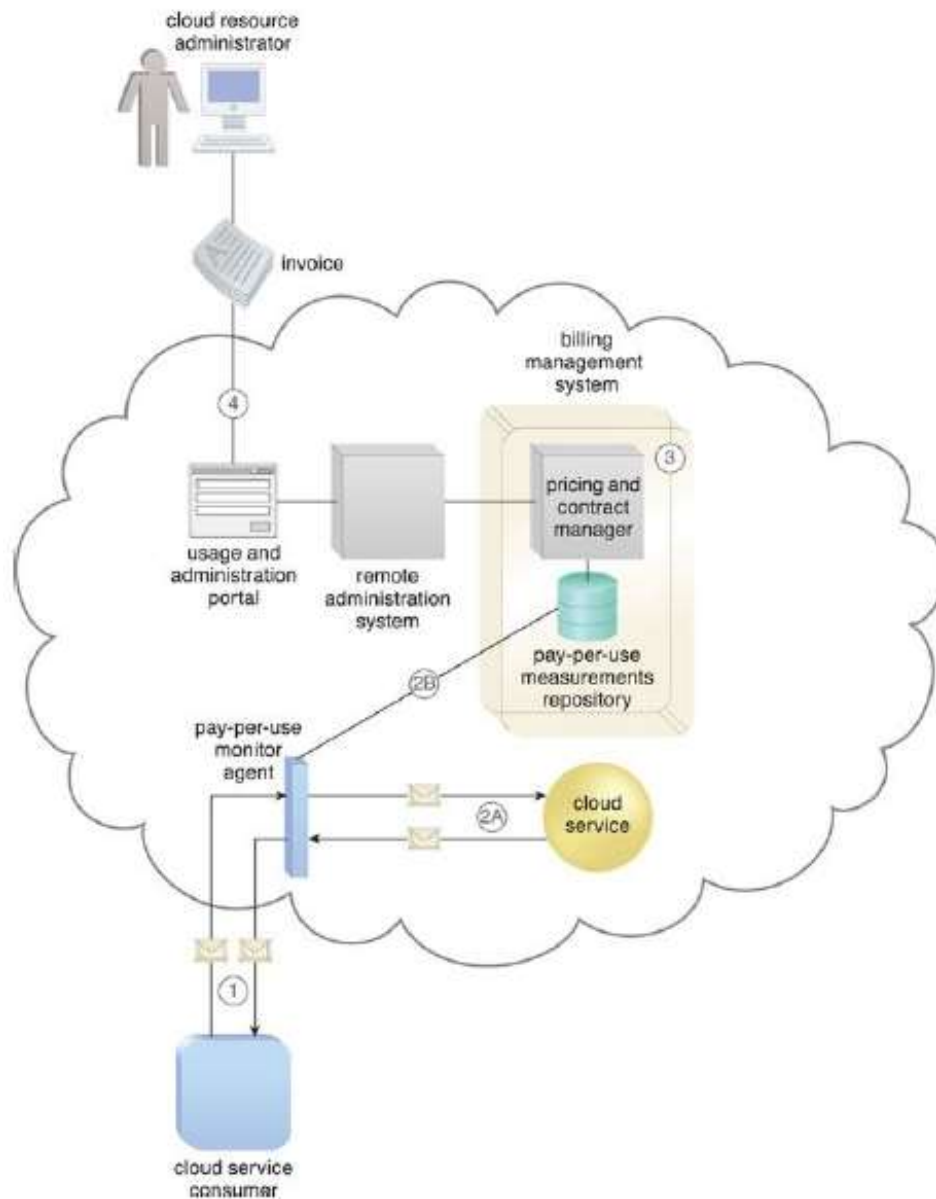 cloud resource
administrator
invoice
billing
management
system
4
3
pricing and
contract
manager
usage and
administration
portal
remote
administration
system
pay-per-use
measurements
repository
2B
pay-per-use
monitor
agent
2A
cloud
service
1
cloud service
consumer